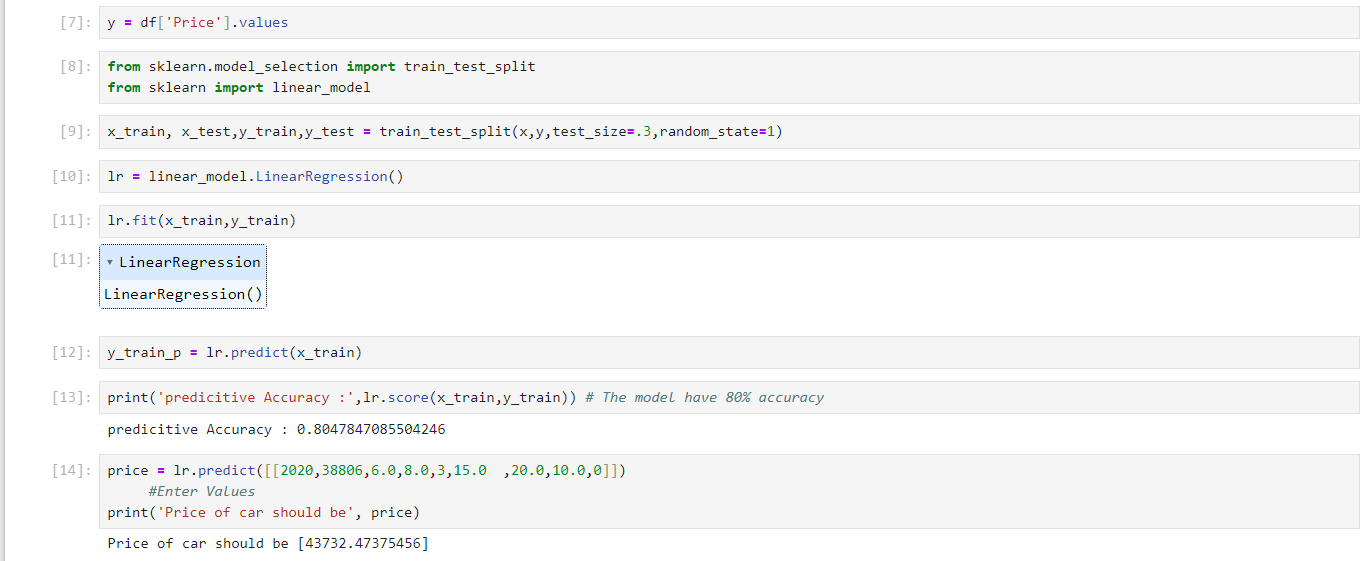 [7]: y = df['Price'].values
[8]: from sklearn.model_selection import train_test_split
from sklearn import linear_model
[9]: x_train, x_test,y_train,y_test = train_test_split(x,y,test_size=.3,random_state=1)
[10]: lr = linear_model.LinearRegression()
[11]: lr.fit(x_train,y_train)
[11]: ▾ LinearRegression
LinearRegression()
[12]: y_train_p = lr.predict(x_train)
[13]: print('predicitive Accuracy :',lr.score(x_train,y_train)) # The model have 80% accuracy
predicitive Accuracy : 0.8047847085504246
[14]: price = lr.predict([[2020,38806,6.0,8.0,3,15.0  ,20.0,10.0,0]])
#Enter Values
print('Price of car should be', price)
Price of car should be [43732.47375456]